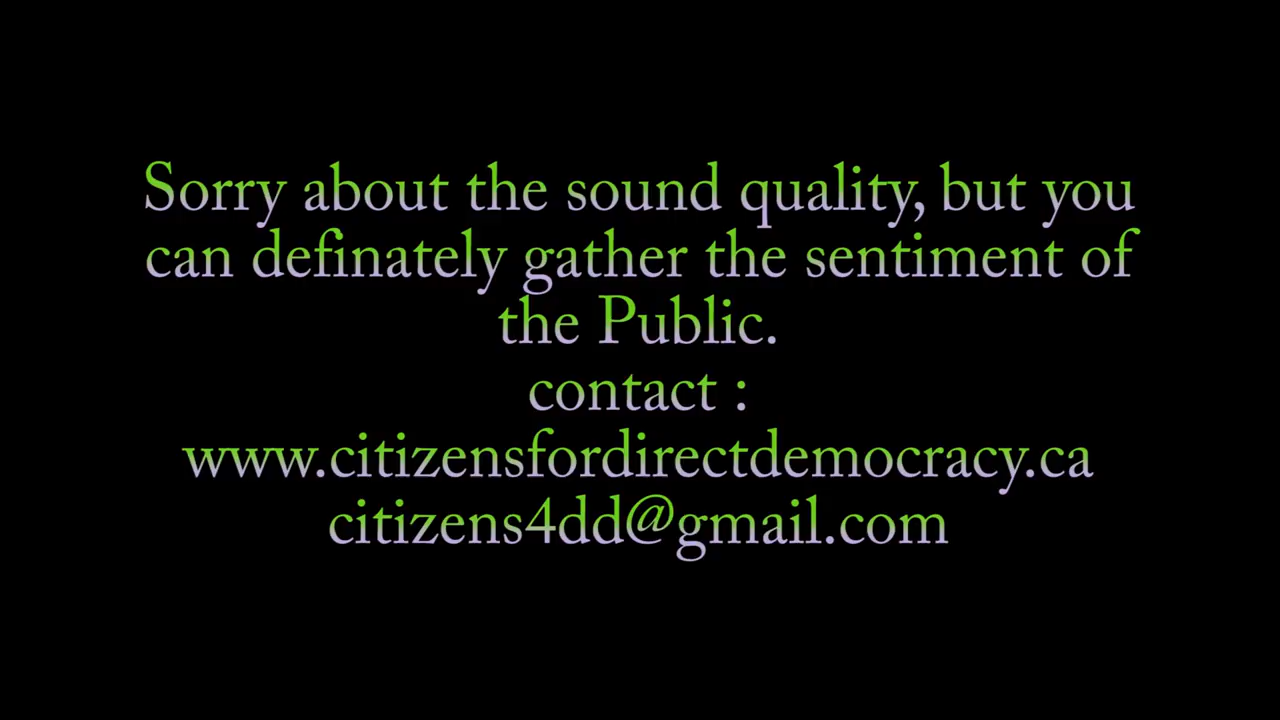 Sorry about the sound quality, but you
can definately gather the sentiment of
the Public.
contact :
www.citizensfordirectdemocracy.ca
citizens4dd@gmail.com